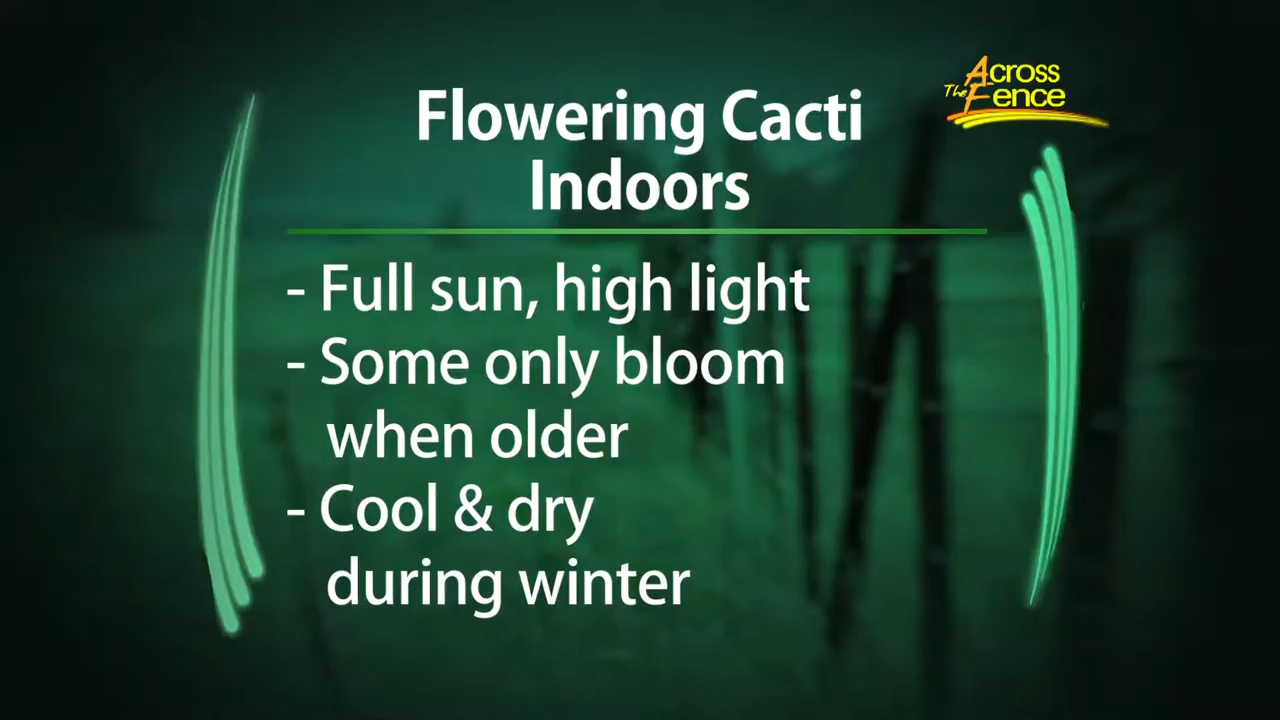 Across
The Fence
Flowering Cacti
Indoors
- Full sun, high light
- Some only bloom
when older
- Cool & dry
during winter